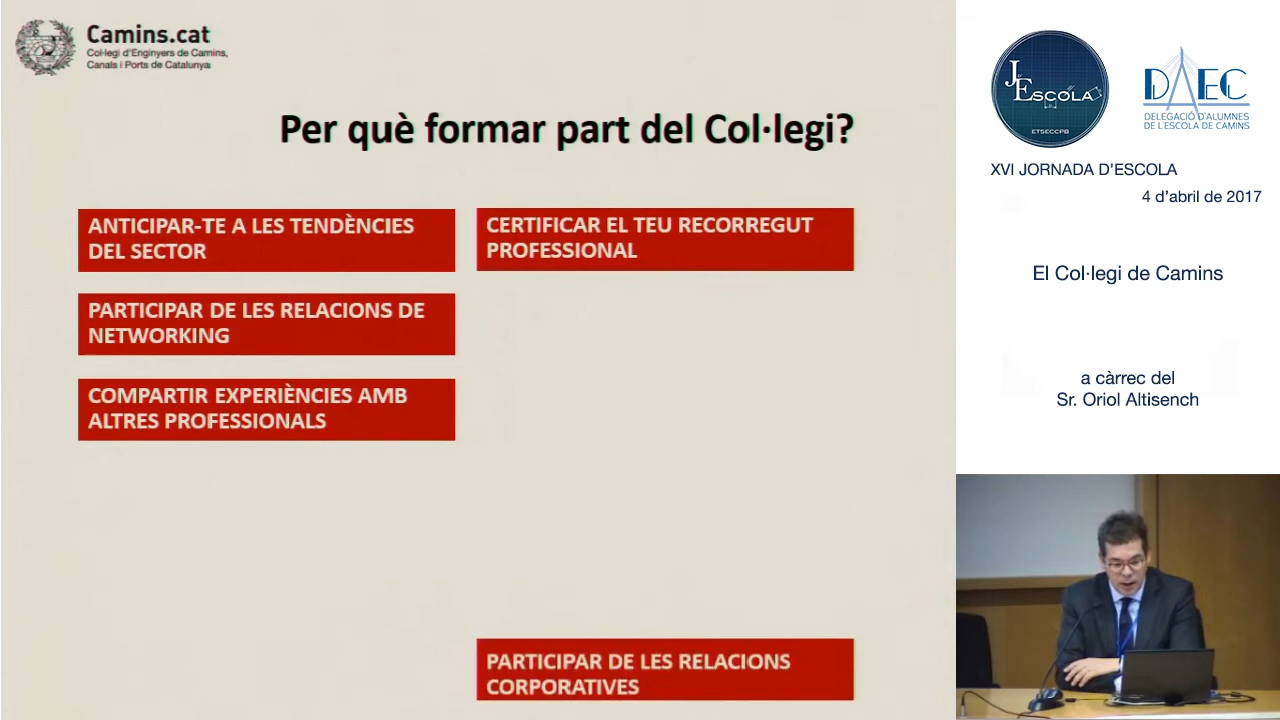 Camins.cat
Col·legi d'Enginyers de Camins,
Canals i Ports de Catalunya
Per què formar part del Col·legi?
ANTICIPAR-TE A LES TENDÈNCIES
DEL SECTOR
CERTIFICAR EL TEU RECORREGUT
PROFESSIONAL
PARTICIPAR DE LES RELACIONS DE
NETWORKING
COMPARTIR EXPERIÈNCIES AMB
ALTRES PROFESSIONALS
PARTICIPAR DE LES RELACIONS
CORPORATIVES
J
ESCOLA
ETSECCPB
DAEC
DELEGACIÓ D'ALUMNES
DE L'ESCOLA DE CAMINS
XVI JORNADA D'ESCOLA
4 d'abril de 2017
El Col·legi de Camins
a càrrec del
Sr. Oriol Altisench